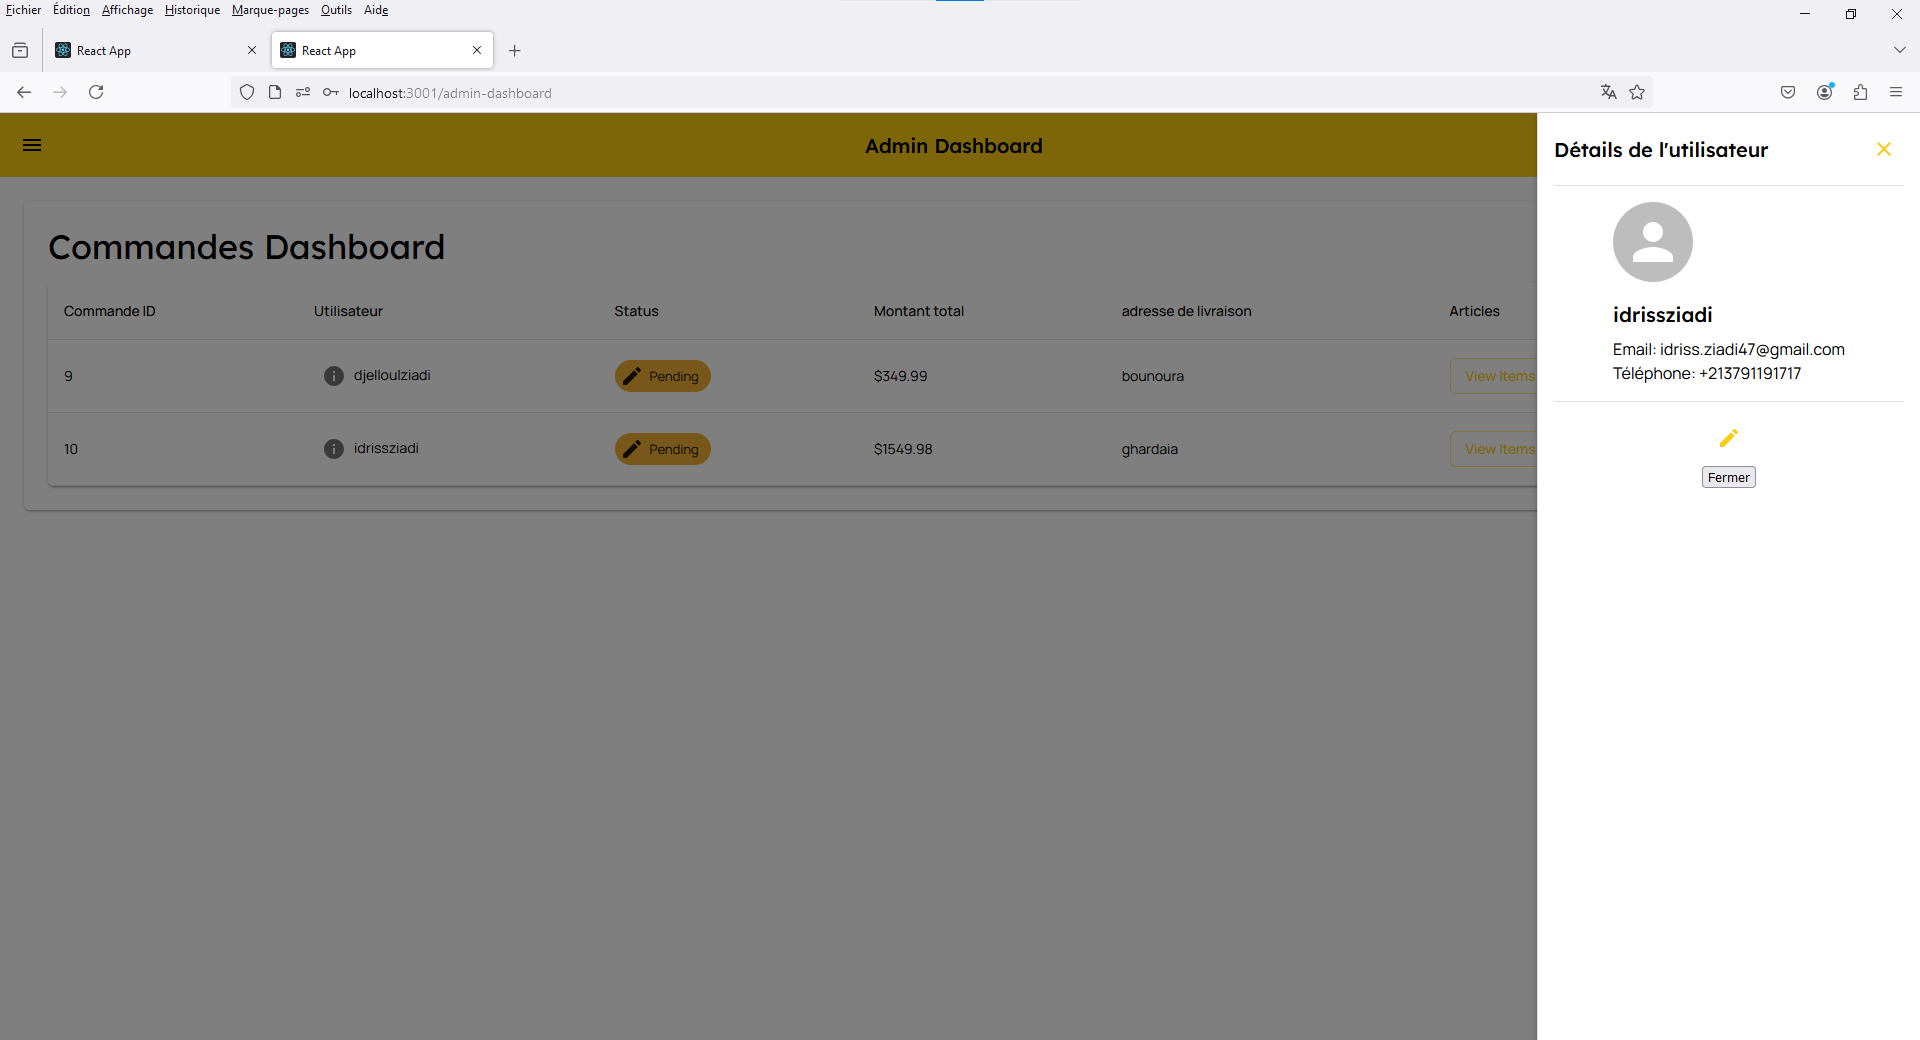 Fichier Édition Affichage Historique Marque-pages Outils Aide
React App
React App
localhost:3001/admin-dashboard
Admin Dashboard
Commandes Dashboard
Commande ID Utilisateur Status Montant total adresse de livraison Articles
9 djelloulziadi Pending $349.99 bounoura View Items
10 idrissziadi Pending $1549.98 ghardaia View Items
Détails de l'utilisateur
idrissziadi
Email: idriss.ziadi47@gmail.com
Téléphone: +213791191717
Fermer